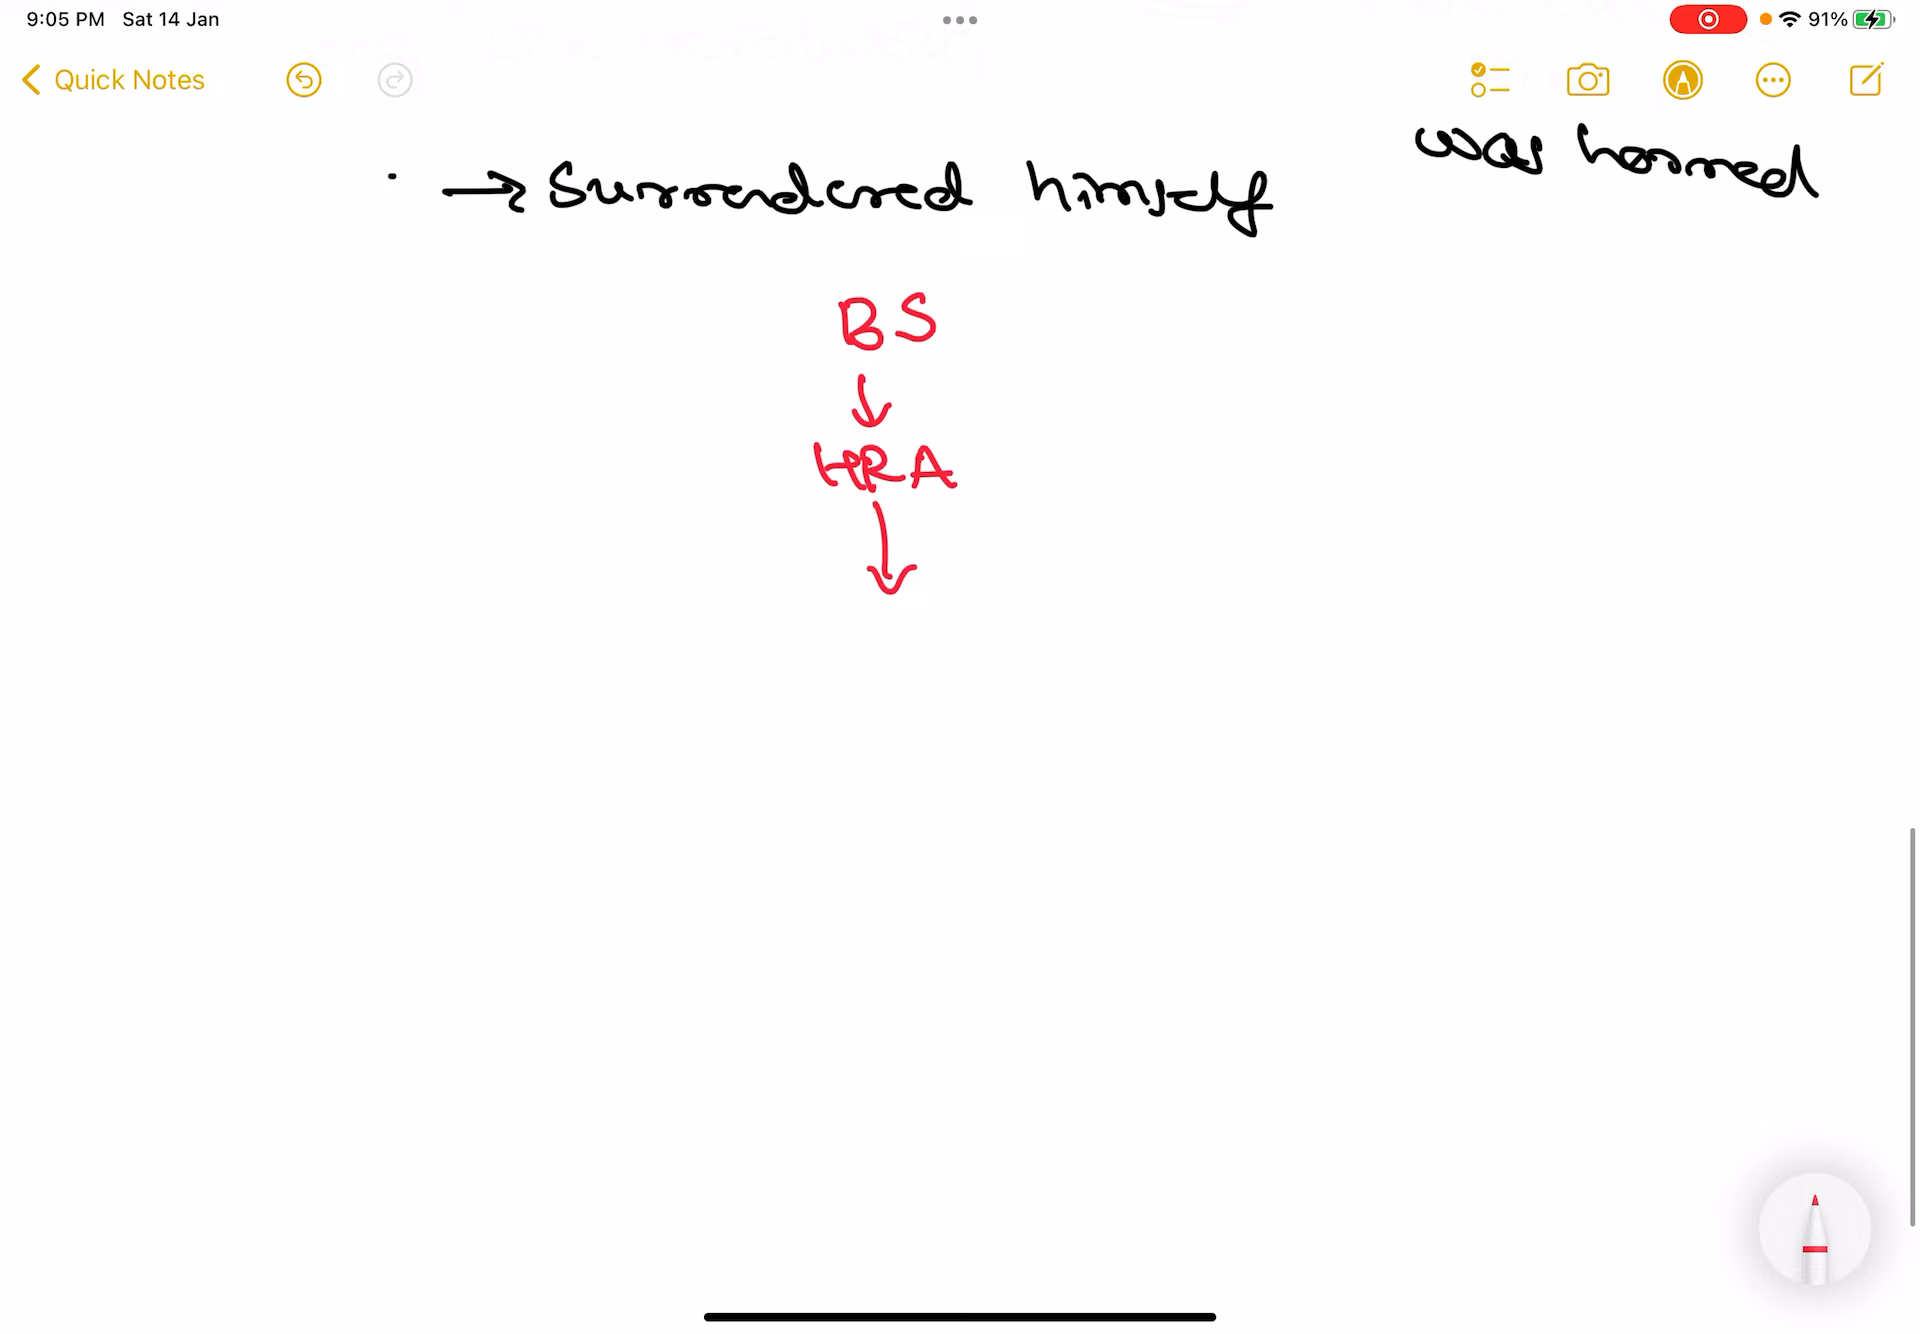 9:05 PM Sat 14 Jan
91%
Quick Notes
was harmed
→ Surrendered himself
BS
↓
HRA
↓